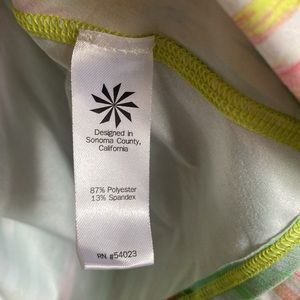 Designed in
Sonoma County,
California
87% Polyester
13% Spandex
RN #54023